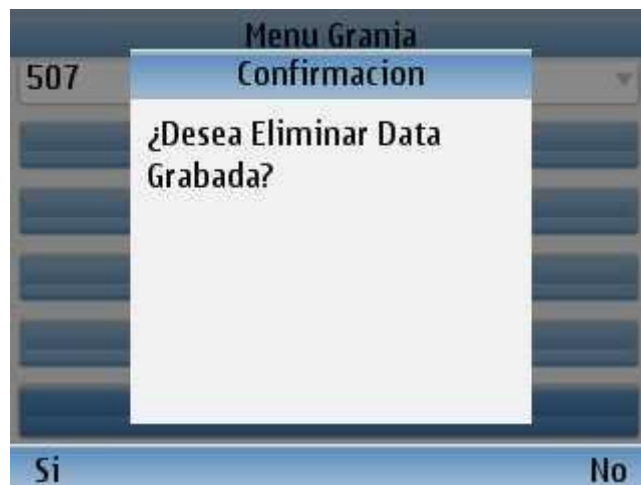 Menu Granja
507
Confirmacion
¿Desea Eliminar Data
Grabada?
Si
No